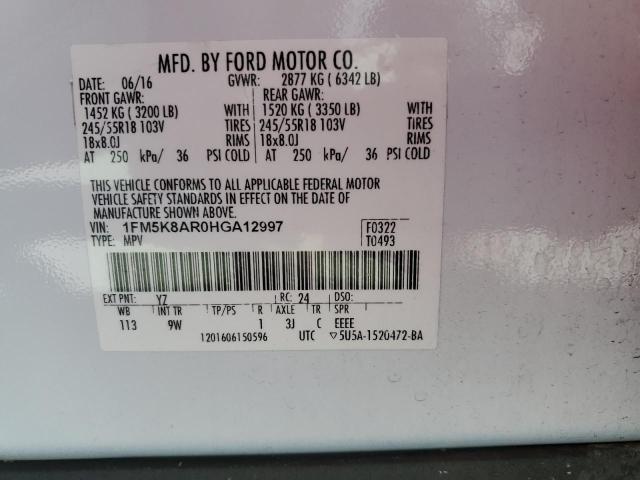 MFD. BY FORD MOTOR CO.
DATE: 06/16 GVWR: 2877 KG ( 6342 LB)
FRONT GAWR: REAR GAWR:
1452 KG ( 3200 LB) WITH 1520 KG ( 3350 LB) WITH
245/55R18 103V TIRES 245/55R18 103V TIRES
18x8.0J RIMS 18x8.0J RIMS
AT 250 kPa/ 36 PSI COLD AT 250 kPa/ 36 PSI COLD
THIS VEHICLE CONFORMS TO ALL APPLICABLE FEDERAL MOTOR
VEHICLE SAFETY STANDARDS IN EFFECT ON THE DATE OF
MANUFACTURE SHOWN ABOVE.
VIN: 1FM5K8AR0HGA12997 F0322
TYPE: MPV T0493
EXT PNT: YZ RC: 24 DSO:
WB INT TR TP/PS R AXLE TR SPR
113 9W 1 3J C EEEE
1201606150596 UTC ▽5U5A-1520472-BA